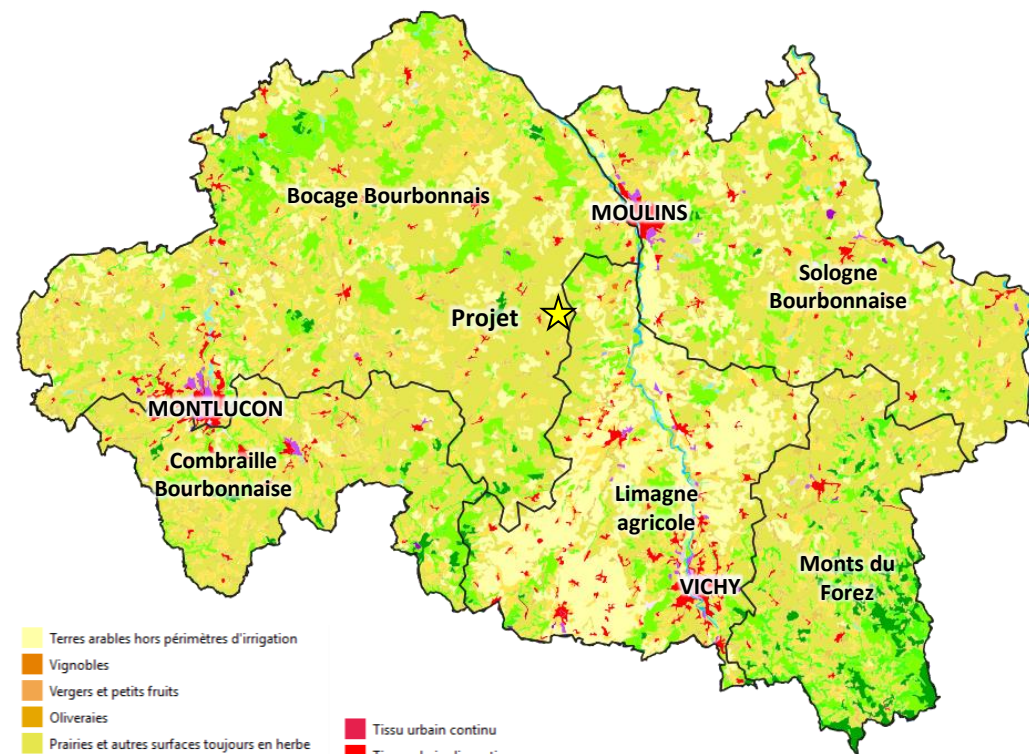 Bocage Bourbonnais
MOULINS
Sologne
Bourbonnaise
Projet
MONTLUCON
Combraille
Bourbonnaise
Limagne
agricole
VICHY
Monts du
Forez
Terres arables hors périmètres d'irrigation
Vignobles
Vergers et petits fruits
Oliveraies
Prairies et autres surfaces toujours en herbe
Tissu urbain continu